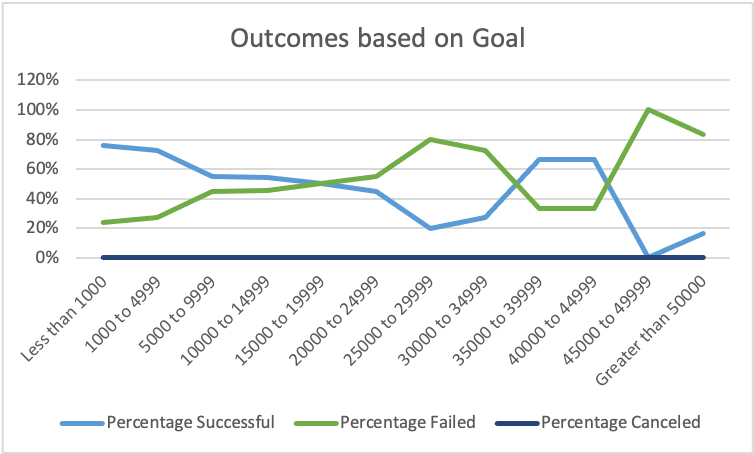 Outcomes based on Goal
120%
100%
80%
60%
40%
20%
0%
Less than 1000
1000 to 4999
5000 to 9999
10000 to 14999
15000 to 19999
20000 to 24999
25000 to 29999
30000 to 34999
35000 to 39999
40000 to 44999
45000 to 49999
Greater than 50000
Percentage Successful Percentage Failed Percentage Canceled